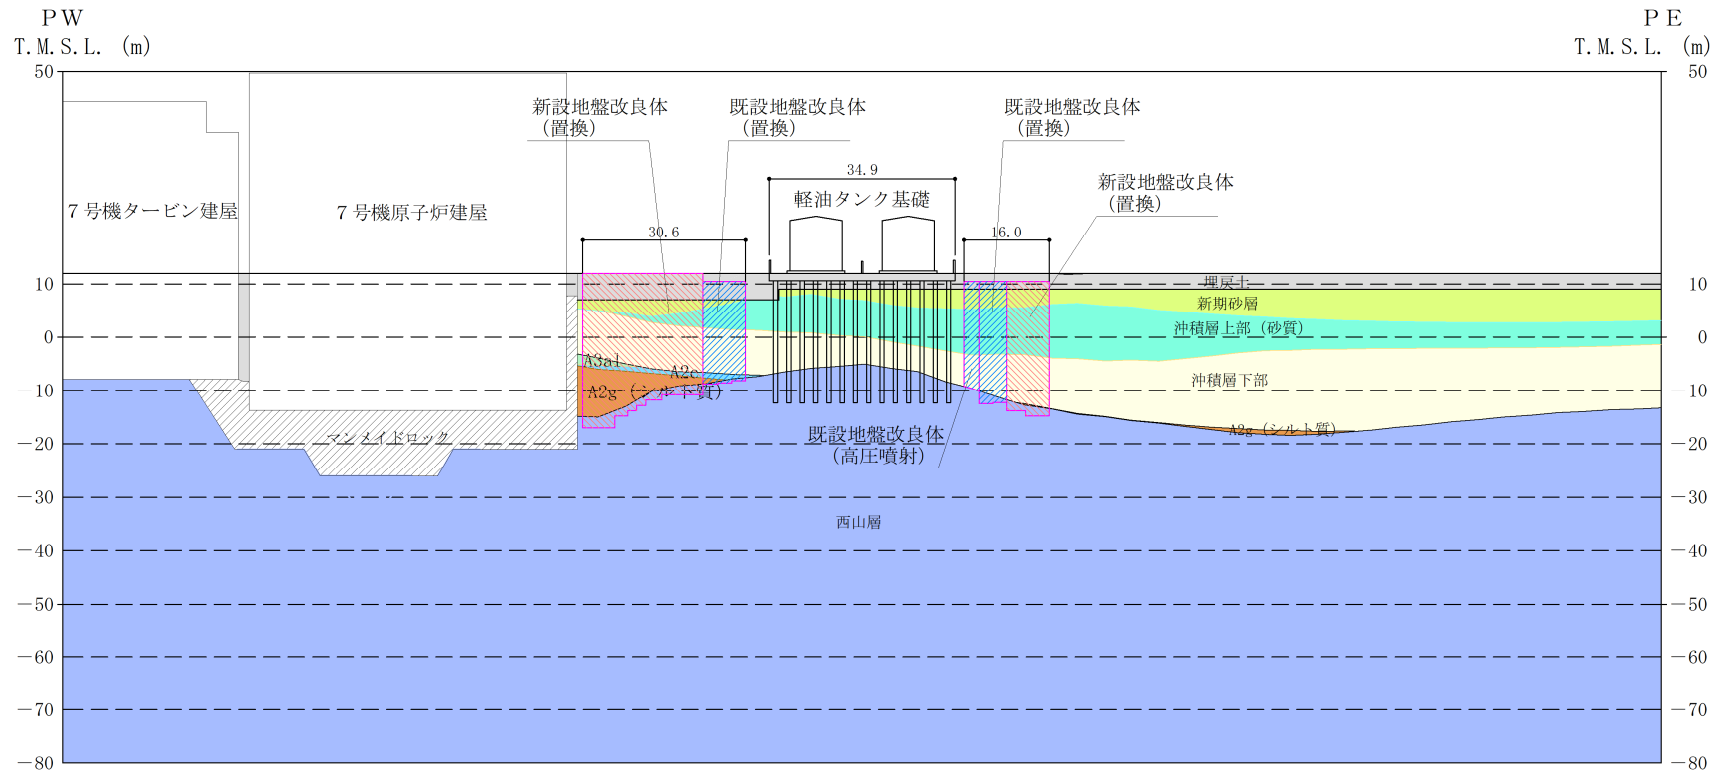 ＰＷ
ＰＥ
T.M.S.L. (m)
T.M.S.L. (m)
50
50
新設地盤改良体
（置換）
既設地盤改良体
（置換）
既設地盤改良体
（置換）
34.9
新設地盤改良体
（置換）
軽油タンク基礎
７号機タービン建屋
７号機原子炉建屋
30.6
16.0
10
埋戻土
10
新期砂層
0
沖積層上部（砂質）
0
A3a1
A2c
沖積層下部
－10
A2g（シルト質）
－10
マンメイドロック
既設地盤改良体
（高圧噴射）
A2g（シルト質）
－20
－20
－30
－30
西山層
－40
－40
－50
－50
－60
－60
－70
－70
－80
－80